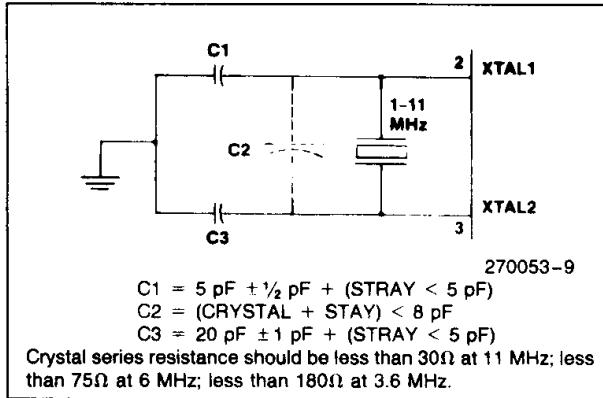 C1
2 XTAL1
1–11
MHz
C2
XTAL2
3
C3
270053–9
C1 = 5 pF ± ½ pF + (STRAY < 5 pF)
C2 = (CRYSTAL + STAY) < 8 pF
C3 = 20 pF ± 1 pF + (STRAY < 5 pF)
Crystal series resistance should be less than 30Ω at 11 MHz; less
than 75Ω at 6 MHz; less than 180Ω at 3.6 MHz.